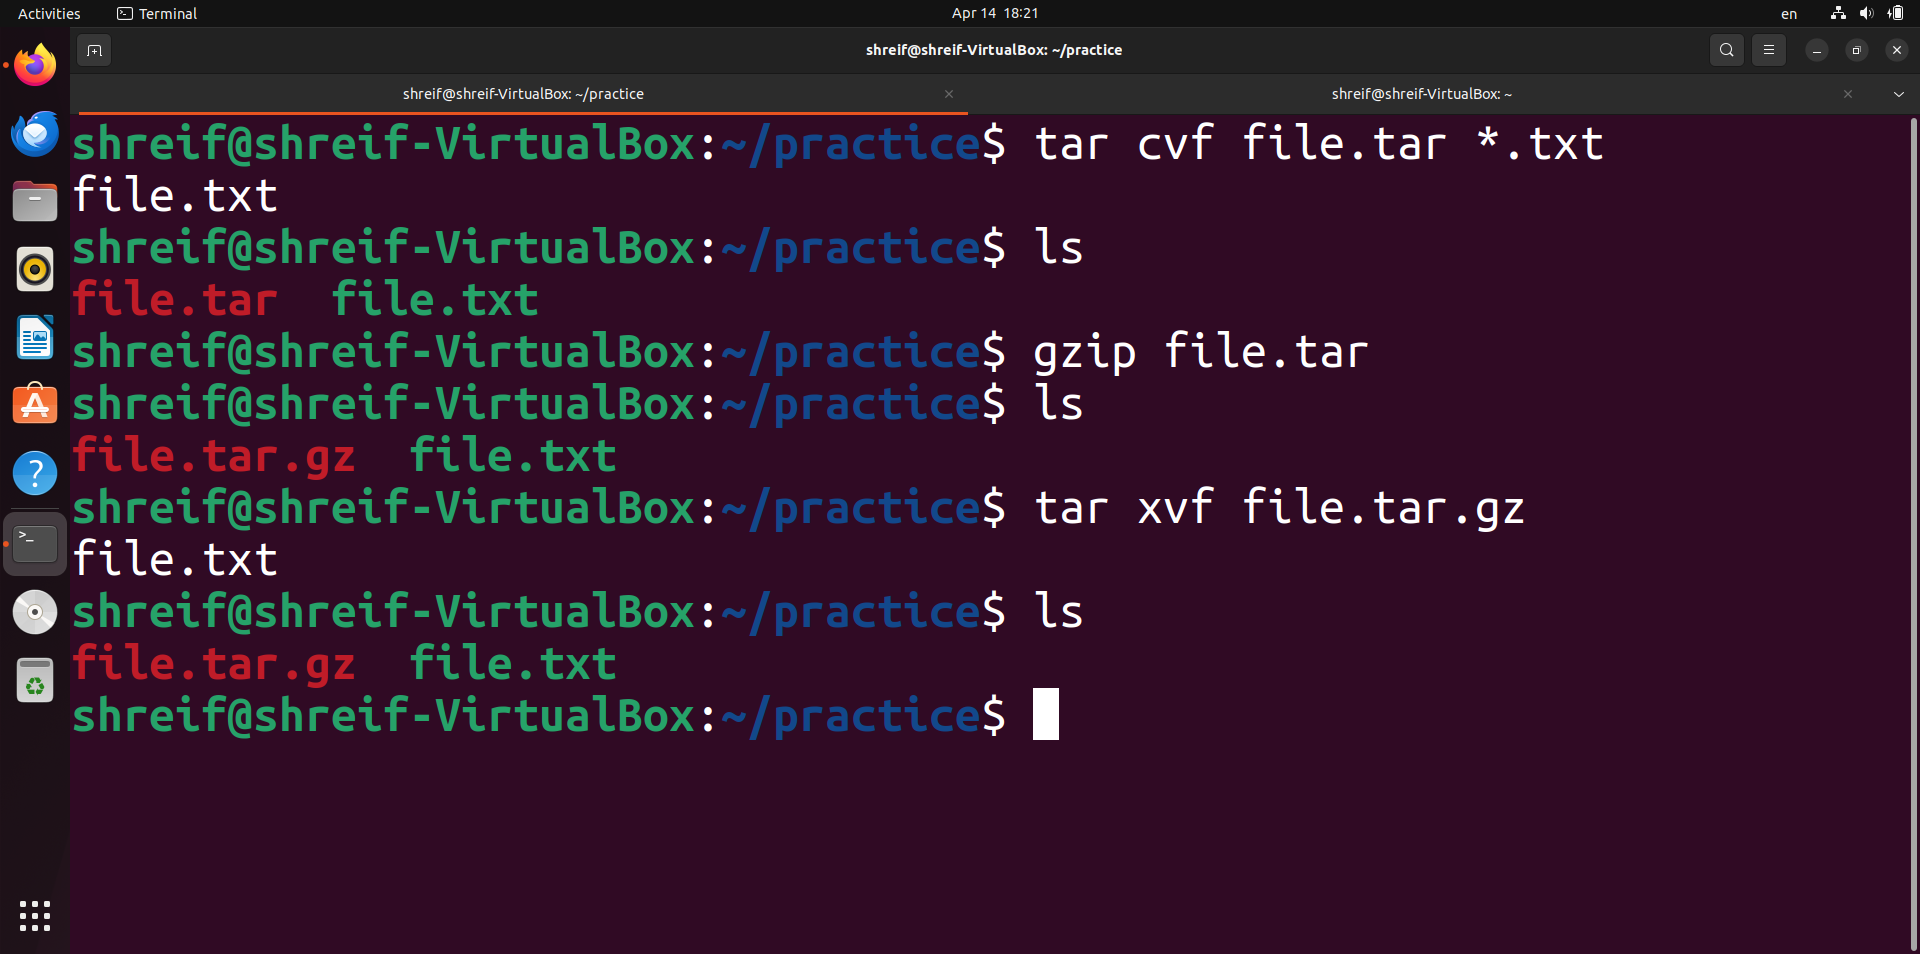 Activities Terminal Apr 14 18:21 en
shreif@shreif-VirtualBox: ~/practice
shreif@shreif-VirtualBox: ~/practice shreif@shreif-VirtualBox: ~
shreif@shreif-VirtualBox:~/practice$ tar cvf file.tar *.txt
file.txt
shreif@shreif-VirtualBox:~/practice$ ls
file.tar  file.txt
shreif@shreif-VirtualBox:~/practice$ gzip file.tar
shreif@shreif-VirtualBox:~/practice$ ls
file.tar.gz  file.txt
shreif@shreif-VirtualBox:~/practice$ tar xvf file.tar.gz
file.txt
shreif@shreif-VirtualBox:~/practice$ ls
file.tar.gz  file.txt
shreif@shreif-VirtualBox:~/practice$